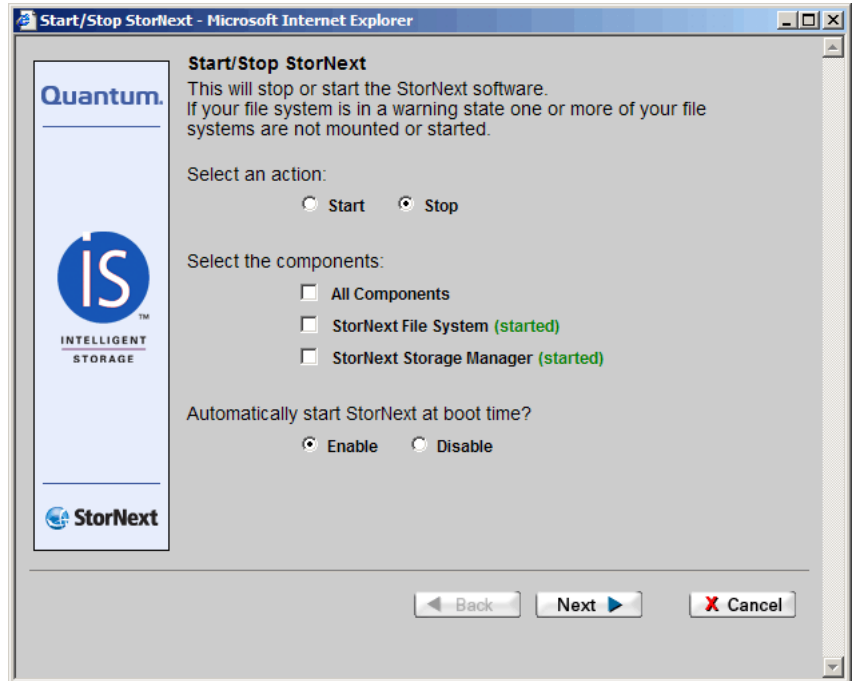 Start/Stop StorNext - Microsoft Internet Explorer
Quantum.
iS
TM
INTELLIGENT
STORAGE
StorNext
Start/Stop StorNext
This will stop or start the StorNext software.
If your file system is in a warning state one or more of your file
systems are not mounted or started.
Select an action:
Start Stop
Select the components:
All Components
StorNext File System (started)
StorNext Storage Manager (started)
Automatically start StorNext at boot time?
Enable Disable
Back Next X Cancel